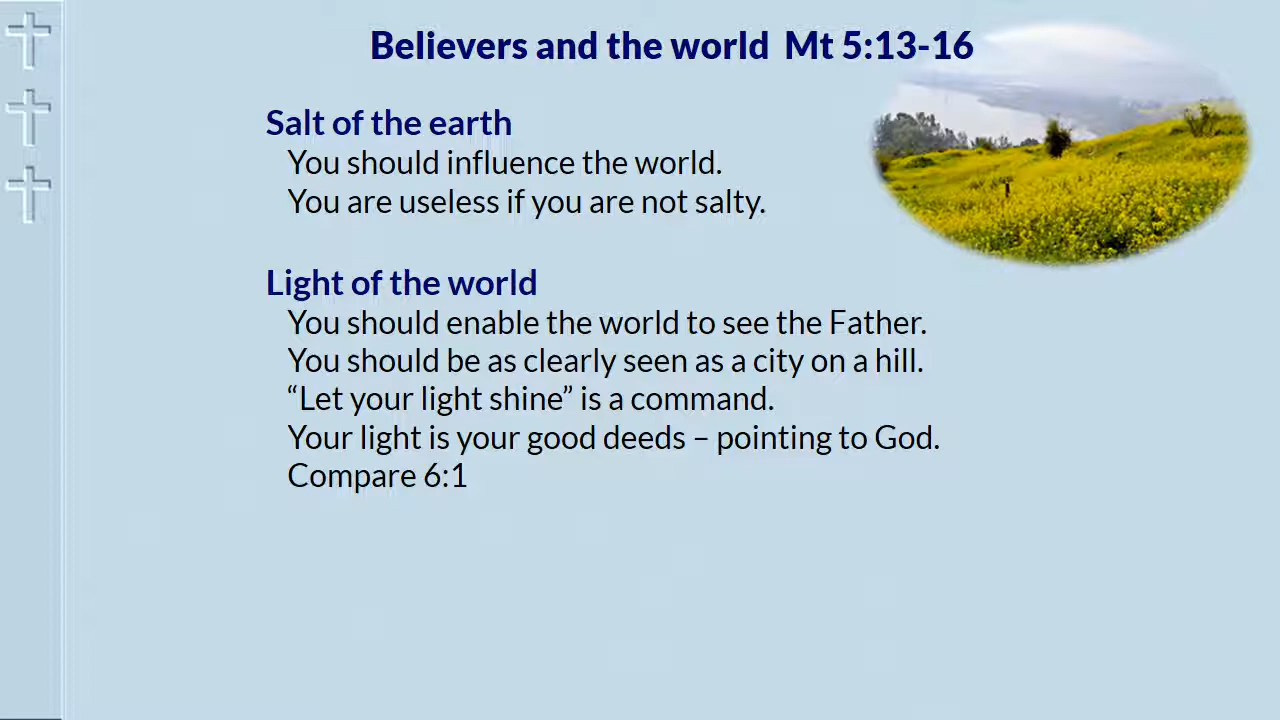 Believers and the world  Mt 5:13-16
Salt of the earth
You should influence the world.
You are useless if you are not salty.
Light of the world
You should enable the world to see the Father.
You should be as clearly seen as a city on a hill.
“Let your light shine” is a command.
Your light is your good deeds – pointing to God.
Compare 6:1